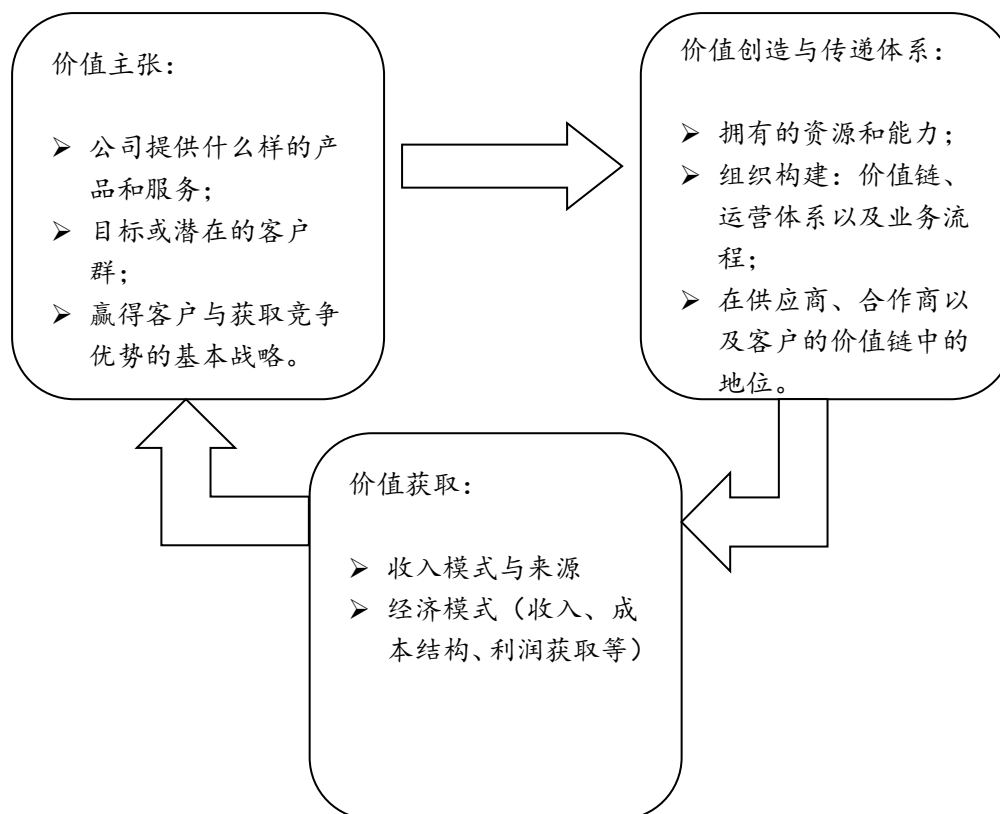 价值主张：
➢ 公司提供什么样的产
品和服务；
➢ 目标或潜在的客户
群；
➢ 赢得客户与获取竞争
优势的基本战略。
价值创造与传递体系：
➢ 拥有的资源和能力；
➢ 组织构建：价值链、
运营体系以及业务流
程；
➢ 在供应商、合作商以
及客户的价值链中的
地位。
价值获取：
➢ 收入模式与来源
➢ 经济模式（收入、成
本结构、利润获取等）